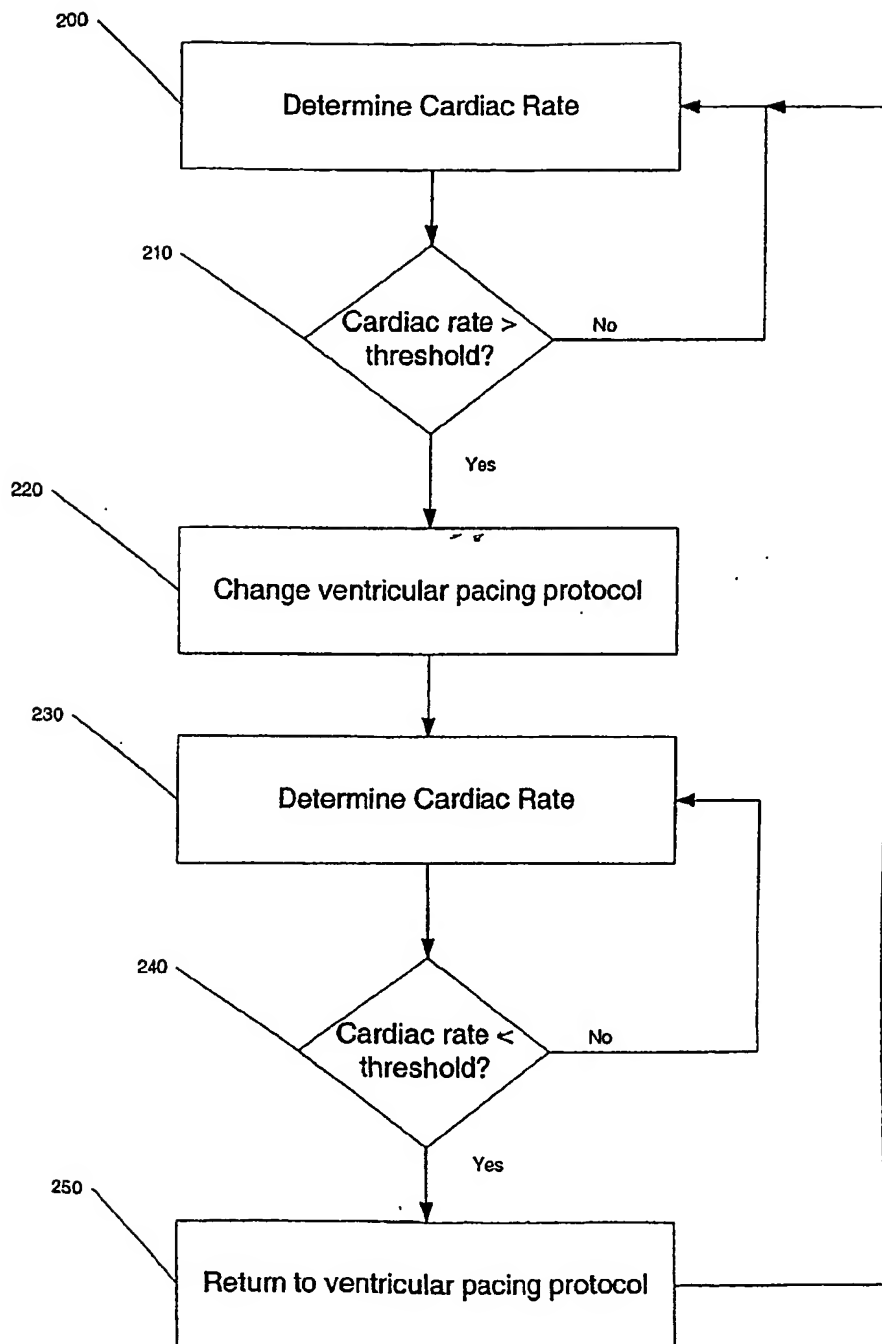 200
Determine Cardiac Rate
210
Cardiac rate >
threshold?
No
Yes
220
Change ventricular pacing protocol
230
Determine Cardiac Rate
240
Cardiac rate <
threshold?
No
Yes
250
Return to ventricular pacing protocol